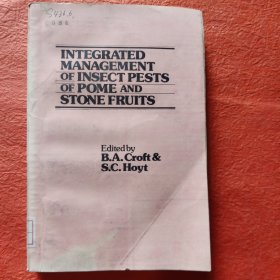 INTEGRATED
MANAGEMENT
OF INSECT PESTS
OF POME AND
STONE FRUITS
Edited by
B.A. Croft &
S.C. Hoyt